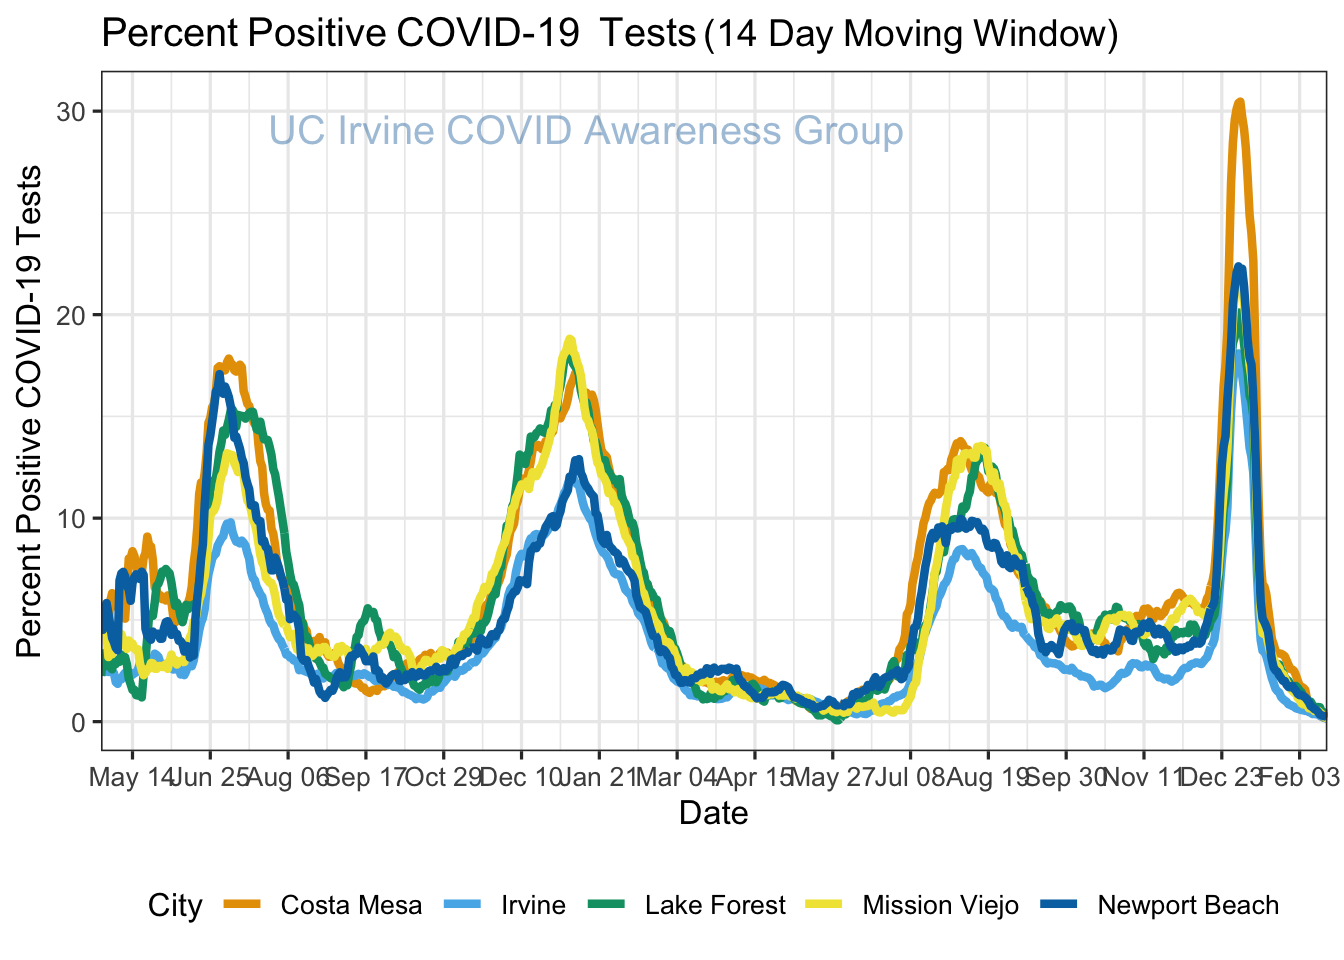 Percent Positive COVID-19 Tests (14 Day Moving Window)
UC Irvine COVID Awareness Group
Percent Positive COVID-19 Tests
30
20
10
0
May 14 Jun 25 Aug 06 Sep 17 Oct 29 Dec 10 Jan 21 Mar 04 Apr 15 May 27 Jul 08 Aug 19 Sep 30 Nov 11 Dec 23 Feb 03
Date
City Costa Mesa Irvine Lake Forest Mission Viejo Newport Beach